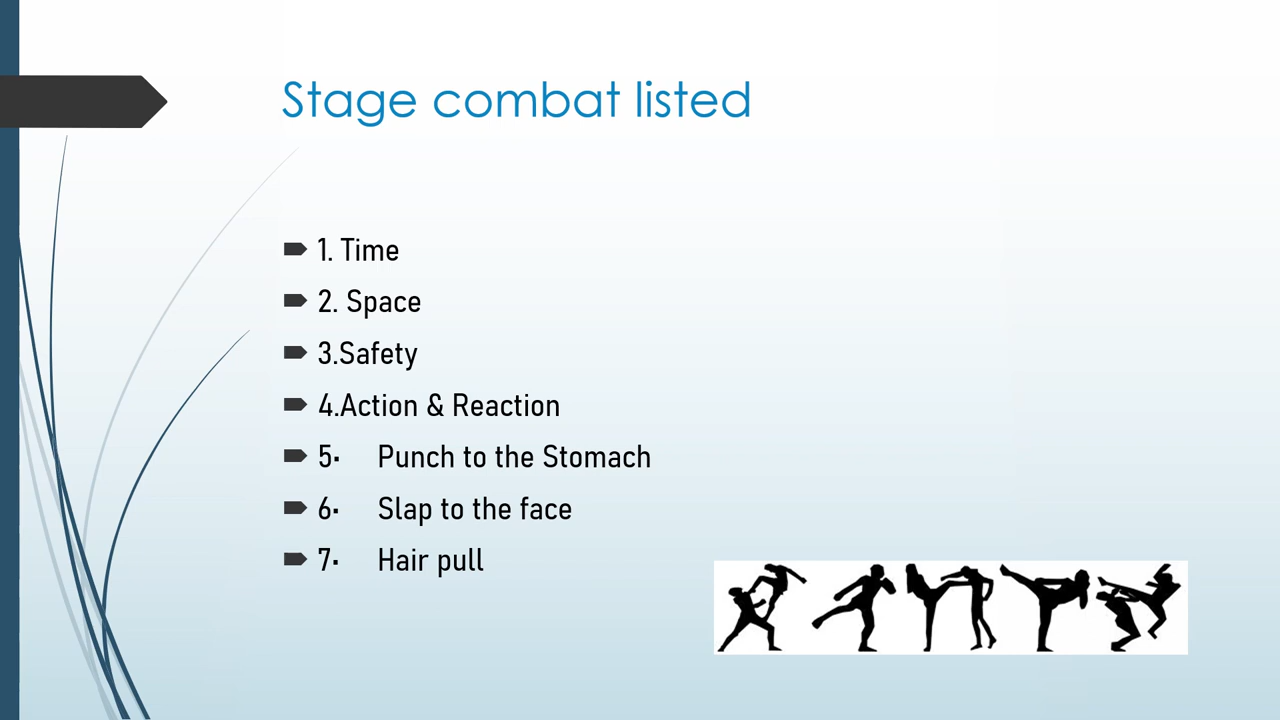 Stage combat listed
1. Time
2. Space
3.Safety
4.Action & Reaction
5· Punch to the Stomach
6· Slap to the face
7· Hair pull